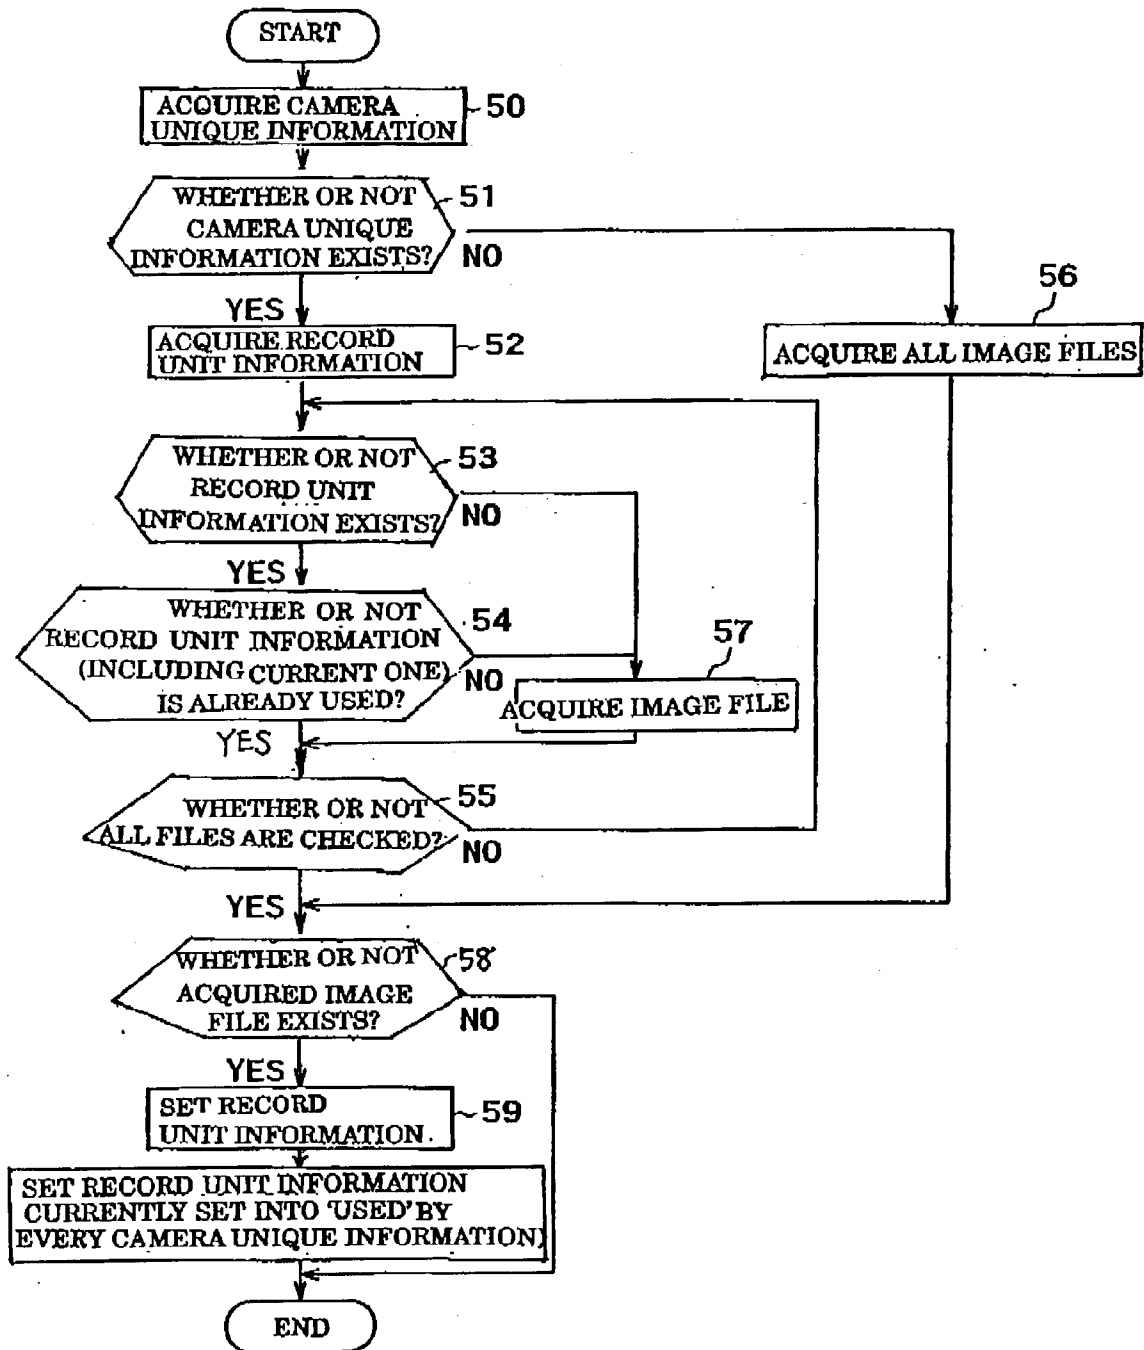 START
ACQUIRE CAMERA
UNIQUE INFORMATION
50
WHETHER OR NOT
CAMERA UNIQUE
INFORMATION EXISTS?
51
NO
YES
ACQUIRE RECORD
UNIT INFORMATION
52
56
ACQUIRE ALL IMAGE FILES
WHETHER OR NOT
RECORD UNIT
INFORMATION EXISTS?
53
NO
YES
WHETHER OR NOT
RECORD UNIT INFORMATION
(INCLUDING CURRENT ONE)
IS ALREADY USED?
54
NO
57
ACQUIRE IMAGE FILE
YES
WHETHER OR NOT
ALL FILES ARE CHECKED?
55
NO
YES
WHETHER OR NOT
ACQUIRED IMAGE
FILE EXISTS?
58
NO
YES
SET RECORD
UNIT INFORMATION.
59
SET RECORD UNIT INFORMATION
CURRENTLY SET INTO 'USED' BY
EVERY CAMERA UNIQUE INFORMATION)
END